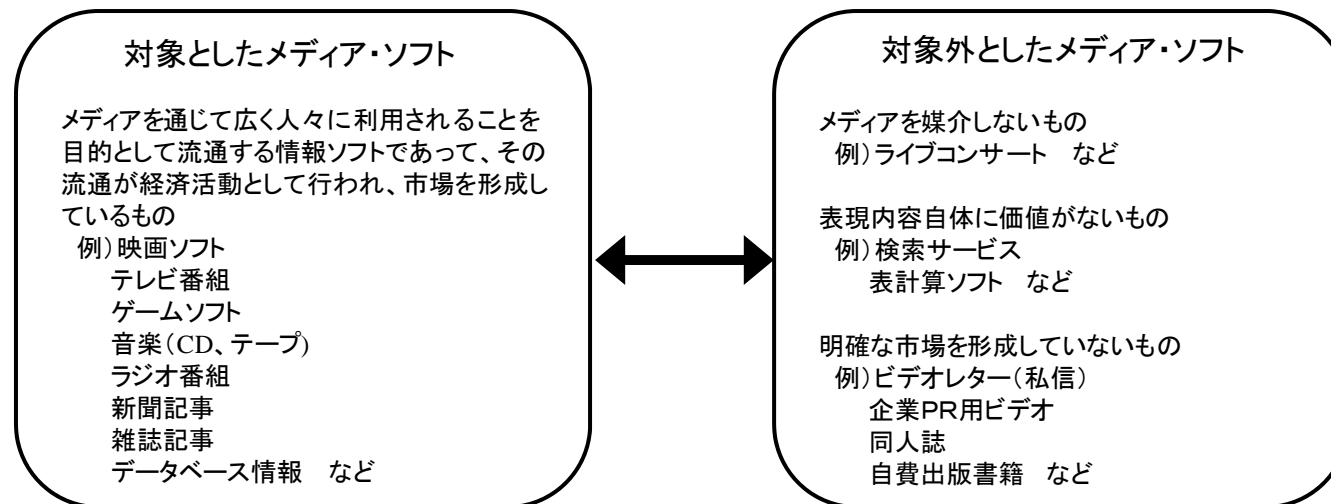 対象としたメディア・ソフト
メディアを通じて広く人々に利用されることを
目的として流通する情報ソフトであって、その
流通が経済活動として行われ、市場を形成し
ているもの
例）映画ソフト
テレビ番組
ゲームソフト
音楽（CD、テープ)
ラジオ番組
新聞記事
雑誌記事
データベース情報　など
対象外としたメディア・ソフト
メディアを媒介しないもの
例）ライブコンサート　など
表現内容自体に価値がないもの
例）検索サービス
表計算ソフト　など
明確な市場を形成していないもの
例）ビデオレター（私信）
企業ＰＲ用ビデオ
同人誌
自費出版書籍　など